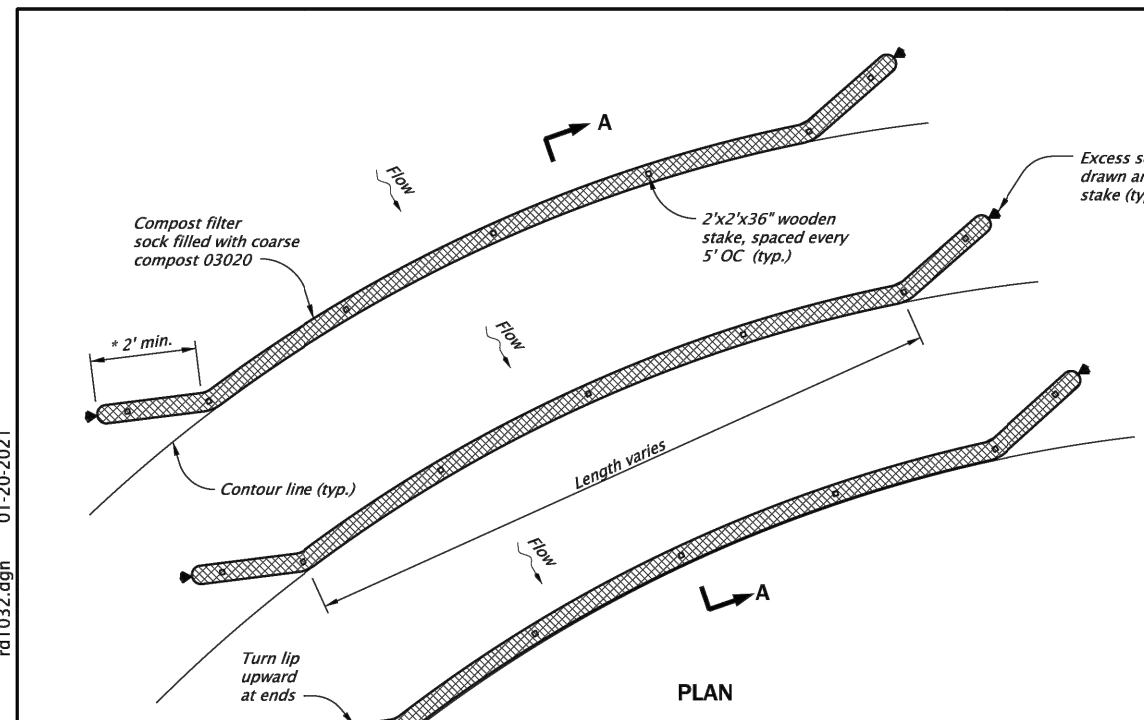 A
Flow
Excess
drawn
stake
Compost filter
sock filled with coarse
compost 03020
2'x2'x36" wooden
stake, spaced every
5' OC (typ.)
* 2' min.
Flow
Length varies
Contour line (typ.)
Flow
A
Turn lip
upward
at ends
PLAN
rd1032.dgn 01-20-2021